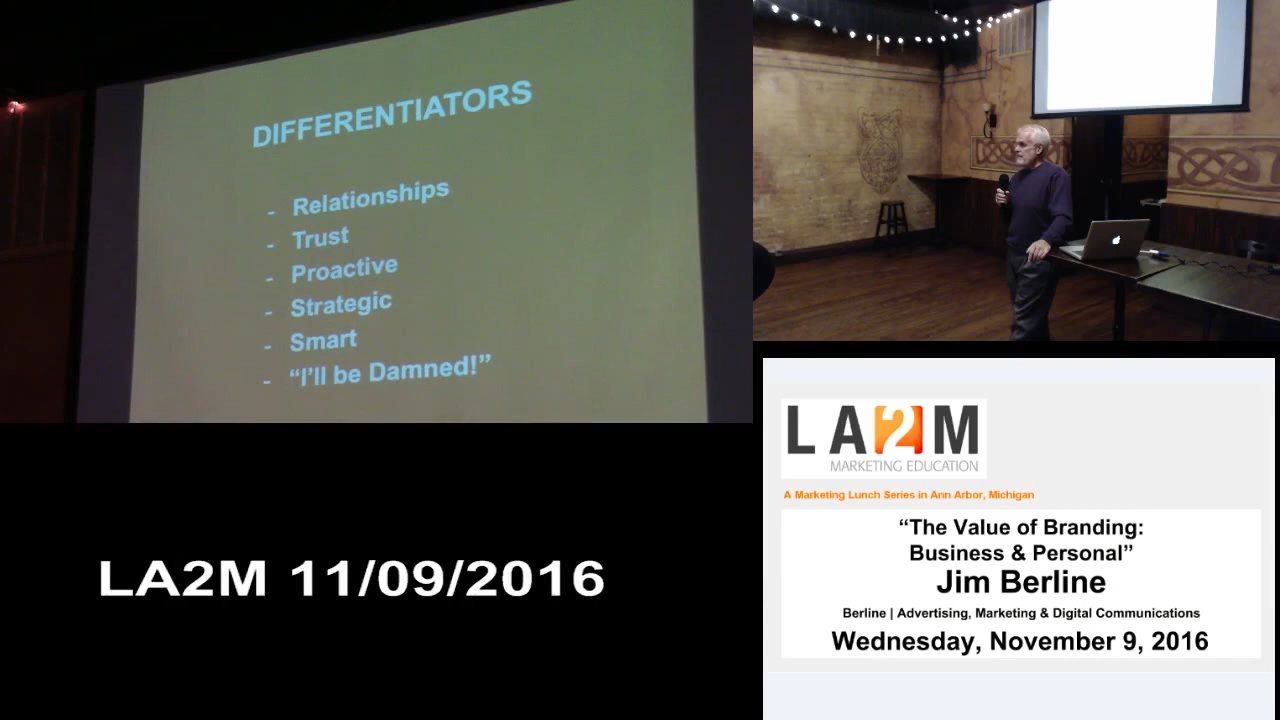 DIFFERENTIATORS
- Relationships
- Trust
- Proactive
- Strategic
- Smart
- “I’ll be Damned!”
LA2M 11/09/2016
LA2M
MARKETING EDUCATION
A Marketing Lunch Series in Ann Arbor, Michigan
“The Value of Branding:
Business & Personal”
Jim Berline
Berline | Advertising, Marketing & Digital Communications
Wednesday, November 9, 2016